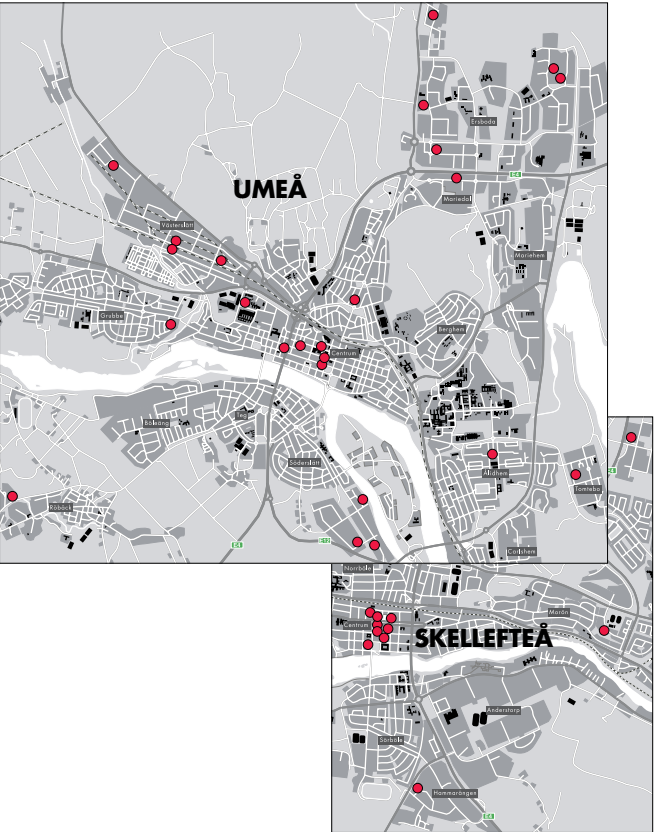 Ersboda
UMEÅ
E4
Mariedal
Västerslätt
Mariehem
Grubbe
Berghem
Centrum
Teg
Böleäng
Söderslätt
Ålidhem
E4
Tomtebo
Röbäck
E4
E12
Carlshem
Norrböle
Morön
Centrum
SKELLEFTEÅ
Anderstorp
Sörböle
Hammarängen
E4